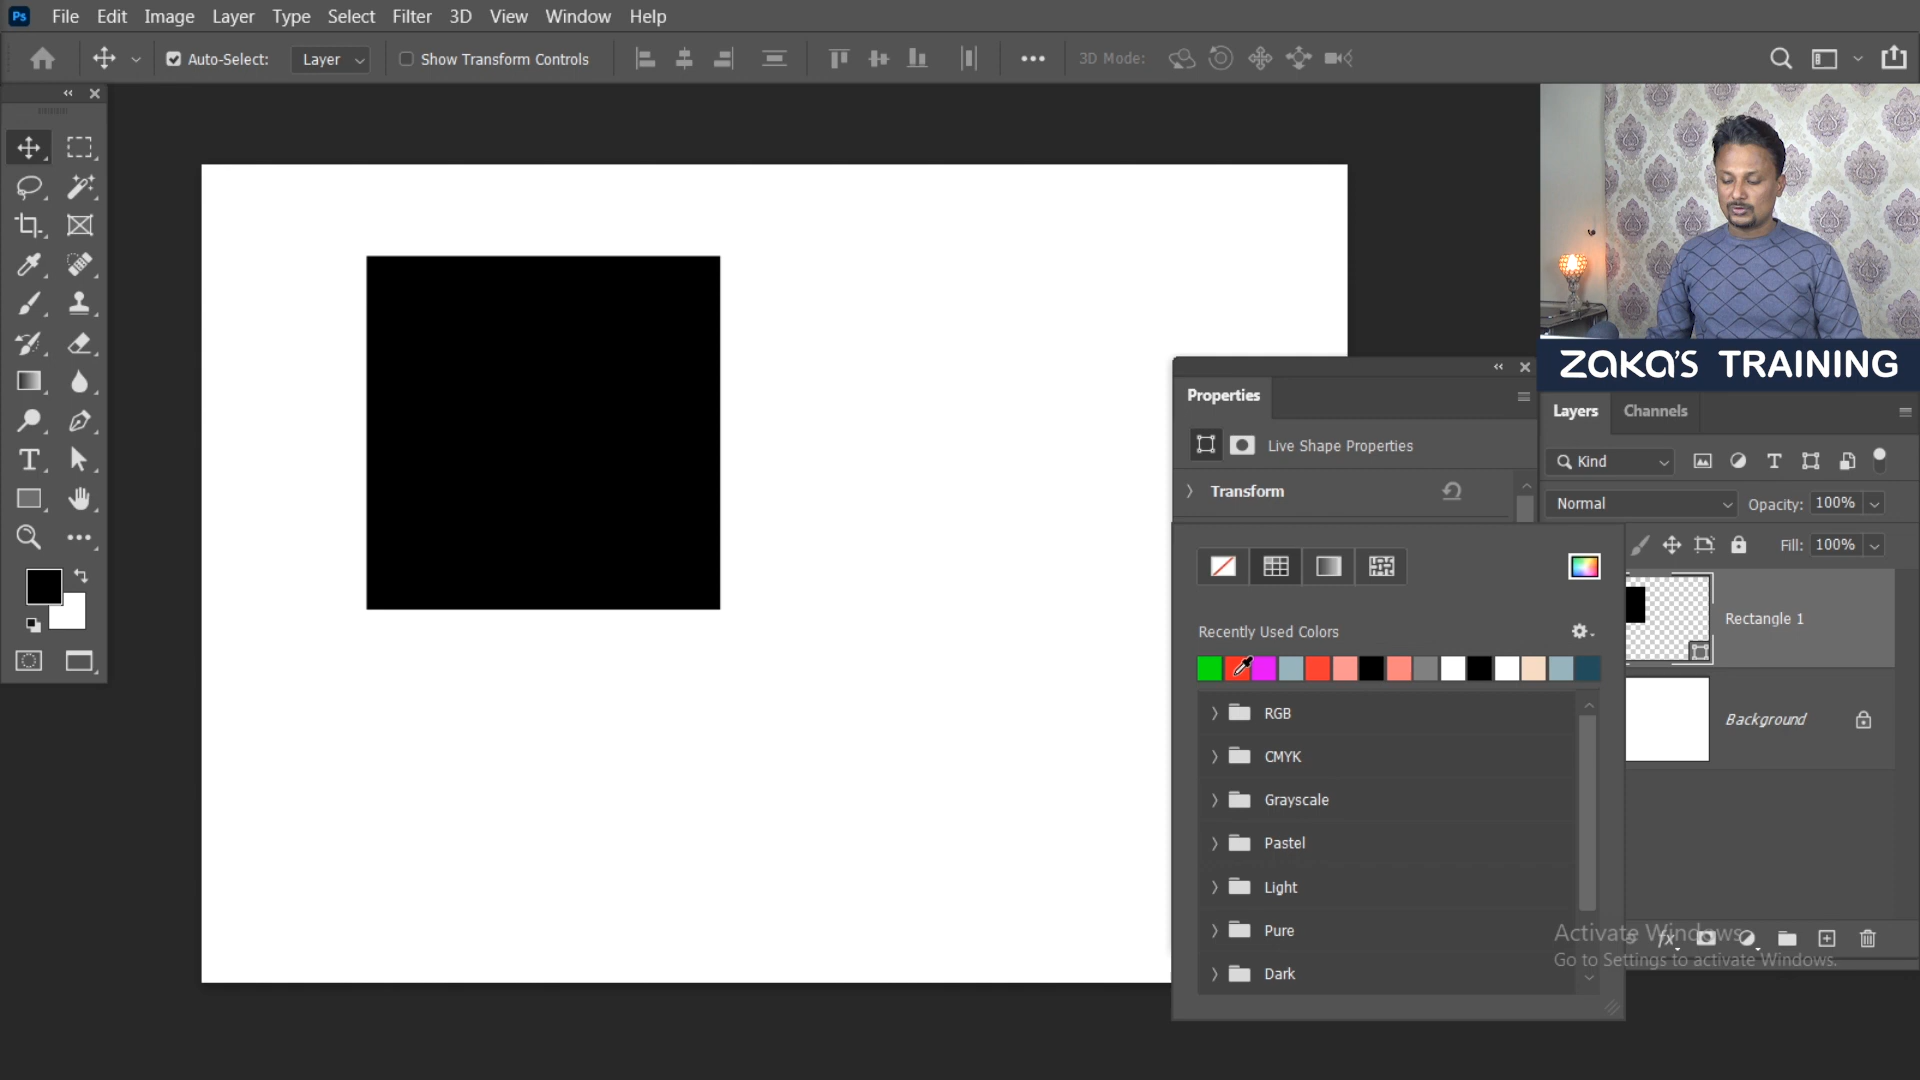 Ps File Edit Image Layer Type Select Filter 3D View Window Help
Auto-Select: Layer Show Transform Controls 3D Mode:
ZAKA'S TRAINING
Properties
Live Shape Properties
Transform
Recently Used Colors
RGB
CMYK
Grayscale
Pastel
Light
Pure
Dark
Layers Channels
Kind
Normal Opacity: 100%
Fill: 100%
Rectangle 1
Background
fx
Activate Windows
Go to Settings to activate Windows.